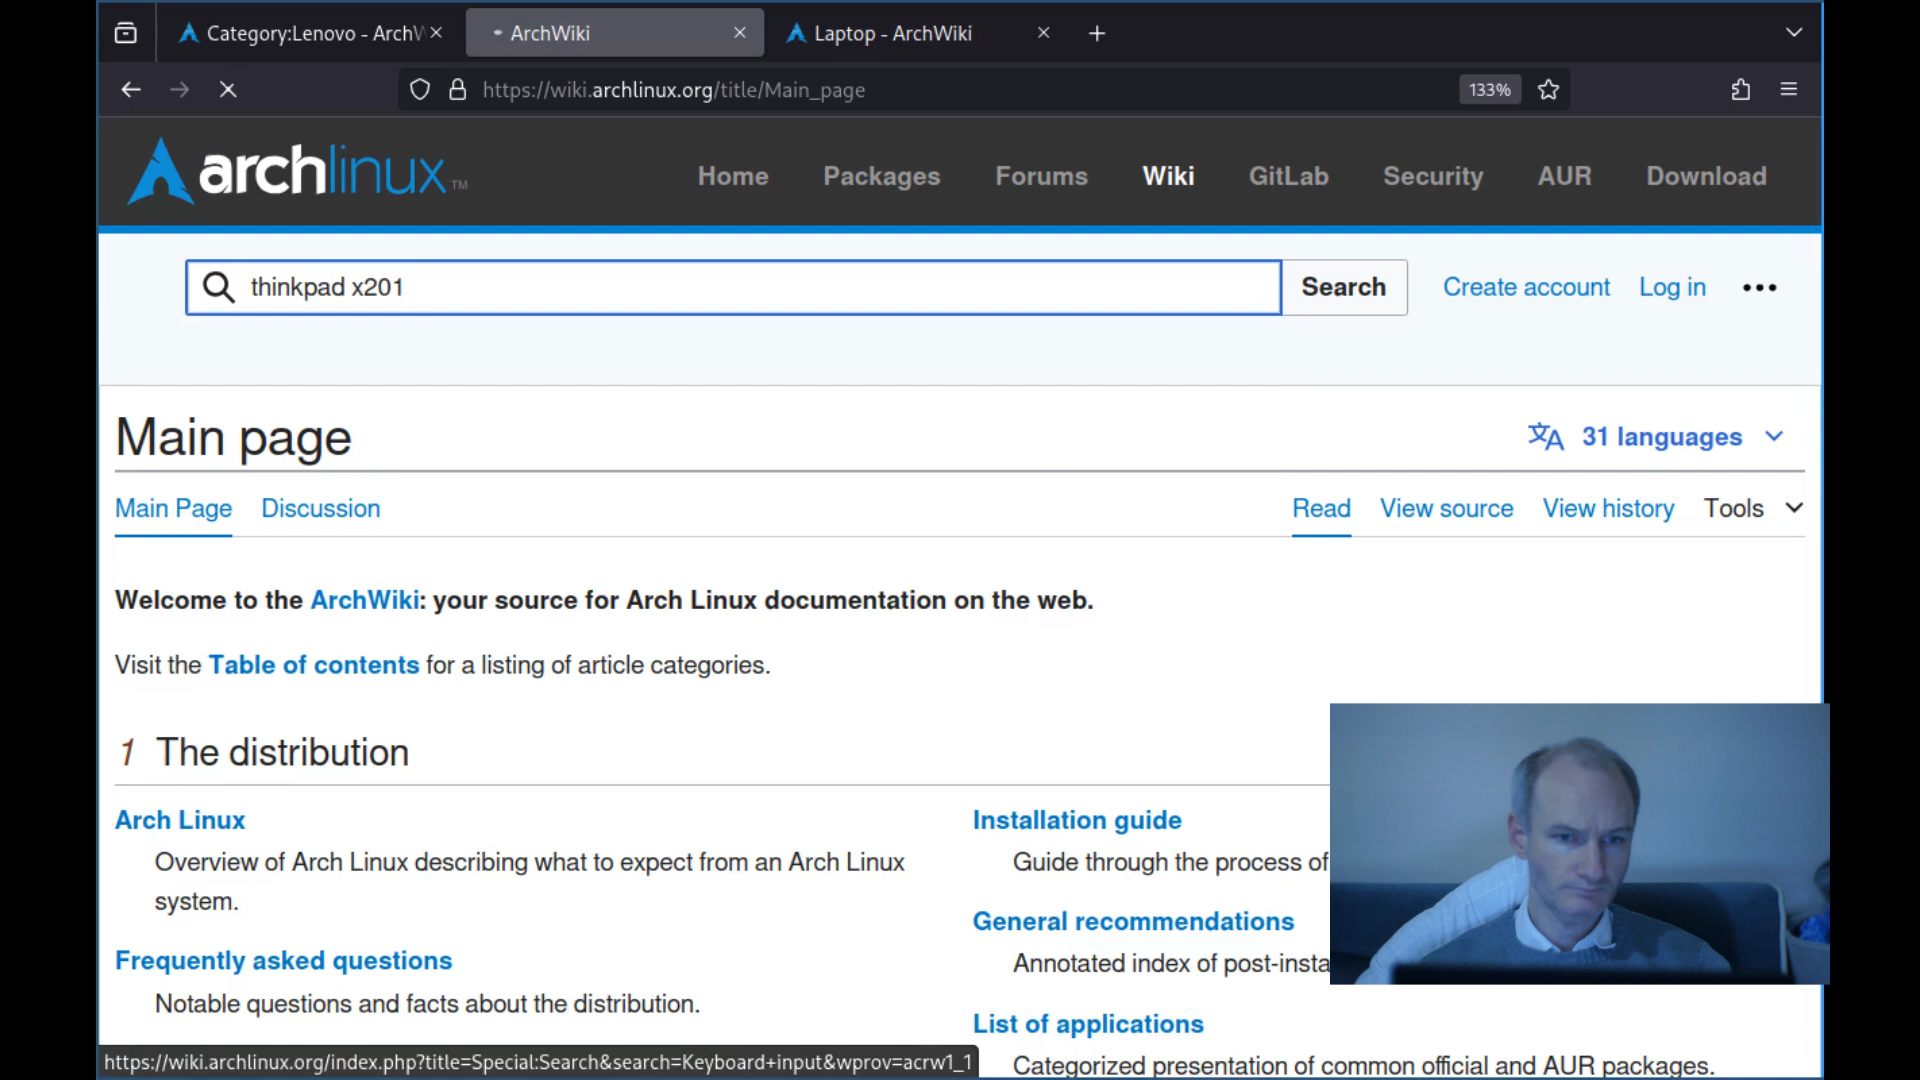 Category:Lenovo - ArchW
ArchWiki
Laptop - ArchWiki
https://wiki.archlinux.org/title/Main_page
133%
archlinux™
Home
Packages
Forums
Wiki
GitLab
Security
AUR
Download
thinkpad x201
Search
Create account
Log in
Main page
31 languages
Main Page
Discussion
Read
View source
View history
Tools
Welcome to the ArchWiki: your source for Arch Linux documentation on the web.
Visit the Table of contents for a listing of article categories.
1 The distribution
Arch Linux
Overview of Arch Linux describing what to expect from an Arch Linux
system.
Frequently asked questions
Notable questions and facts about the distribution.
Installation guide
Guide through the process of
General recommendations
Annotated index of post-insta
List of applications
Categorized presentation of common official and AUR packages.
https://wiki.archlinux.org/index.php?title=Special:Search&search=Keyboard+input&wprov=acrw1_1